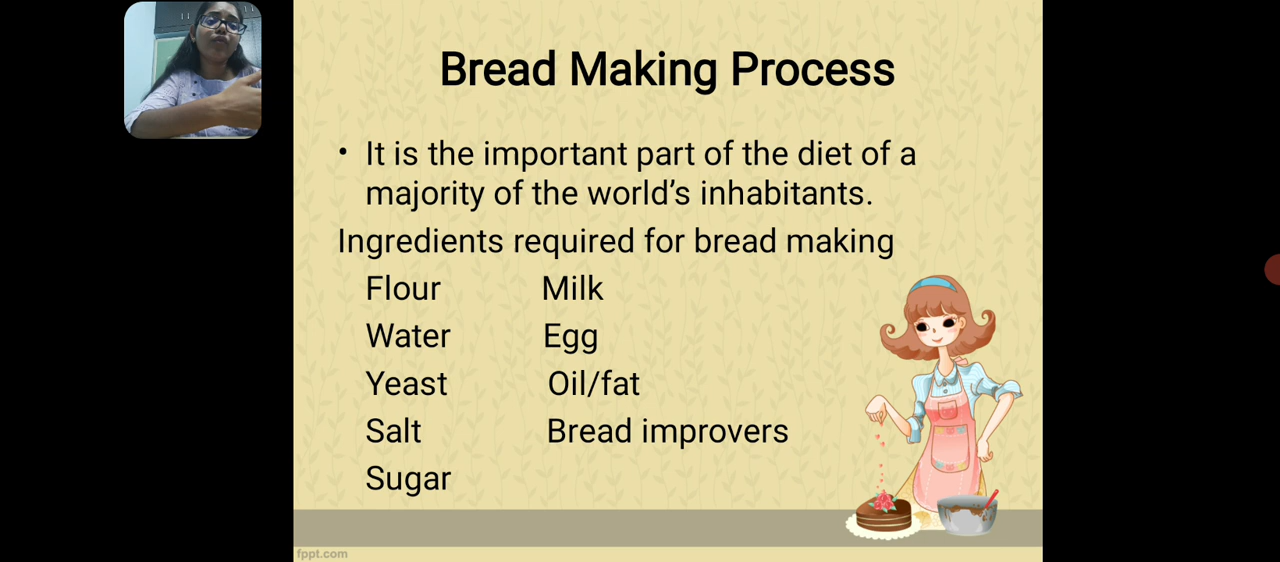 Bread Making Process
• It is the important part of the diet of a
majority of the world's inhabitants.
Ingredients required for bread making
Flour Milk
Water Egg
Yeast Oil/fat
Salt Bread improvers
Sugar
fppt.com